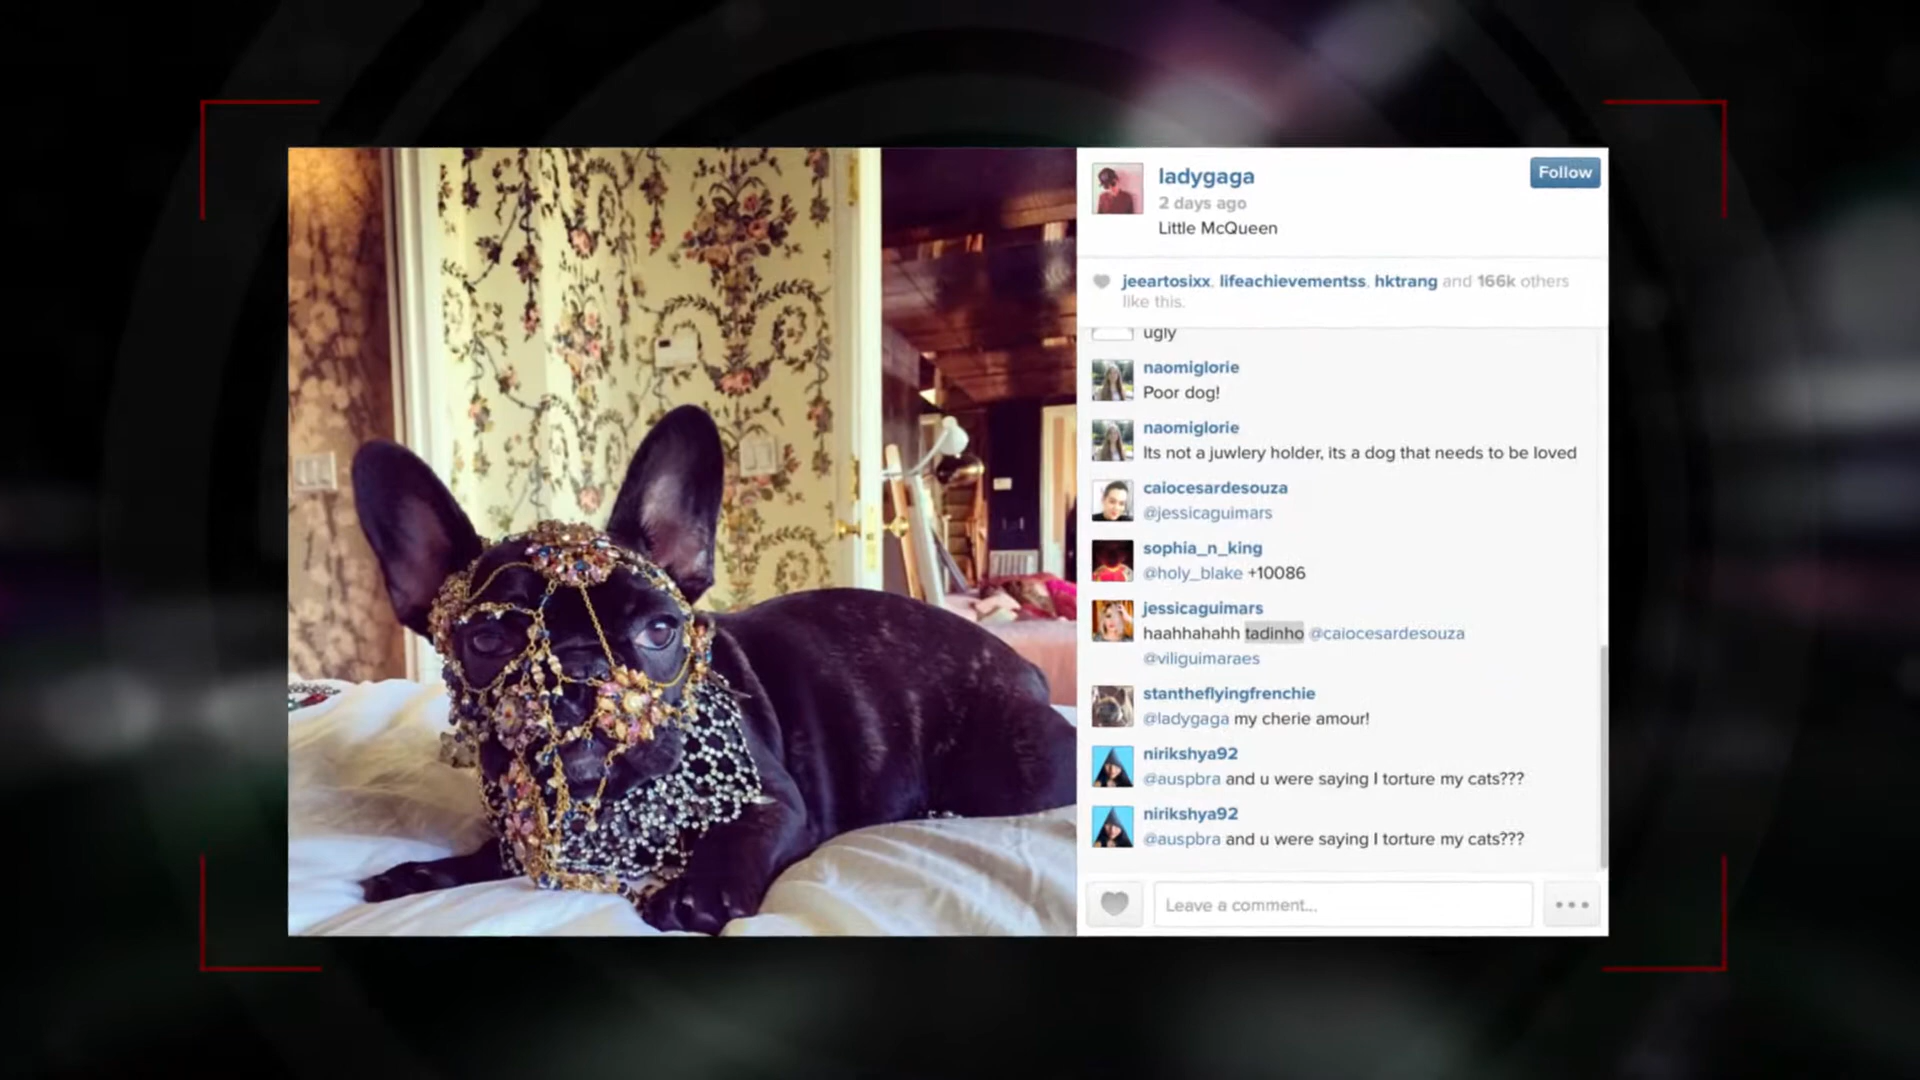 ladygaga
Follow
2 days ago
Little McQueen
jeeartosixx, lifeachievementss, hktrang and 166k others
like this.
ugly
naomiglorie
Poor dog!
naomiglorie
Its not a juwlery holder, its a dog that needs to be loved
caiocesardesouza
@jessicaguimars
sophia_n_king
@holy_blake +10086
jessicaguimars
haahhahahh tadinho @caiocesardesouza
@viliguimaraes
stantheflyingfrenchie
@ladygaga my cherie amour!
nirikshya92
@auspbra and u were saying I torture my cats???
nirikshya92
@auspbra and u were saying I torture my cats???
Leave a comment...